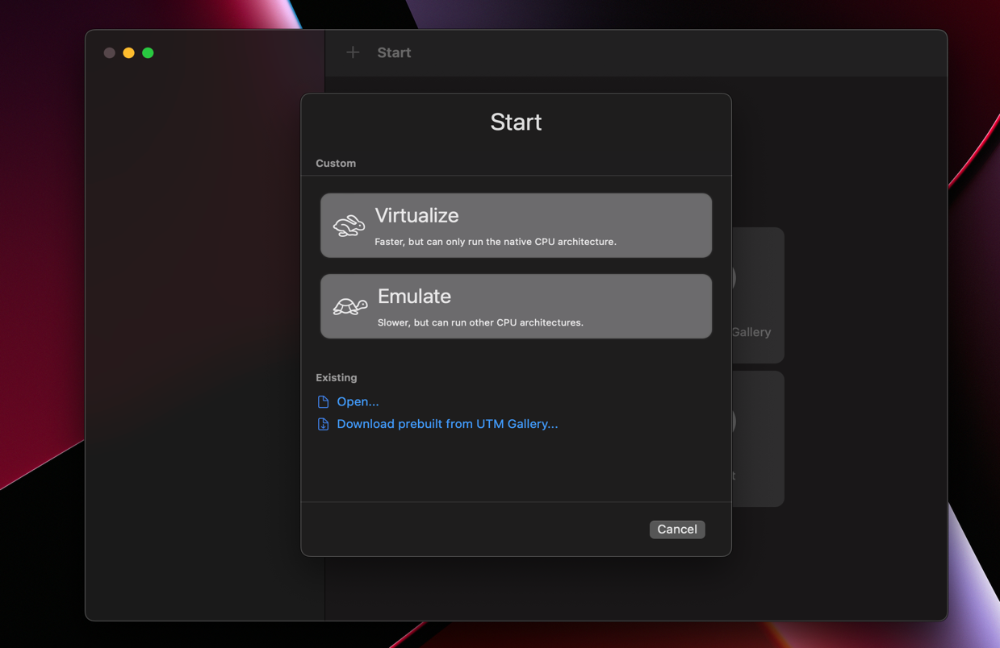 Start
Start
Custom
Virtualize
Faster, but can only run the native CPU architecture.
Emulate
Slower, but can run other CPU architectures.
Gallery
Existing
Open...
Download prebuilt from UTM Gallery...
t
Cancel